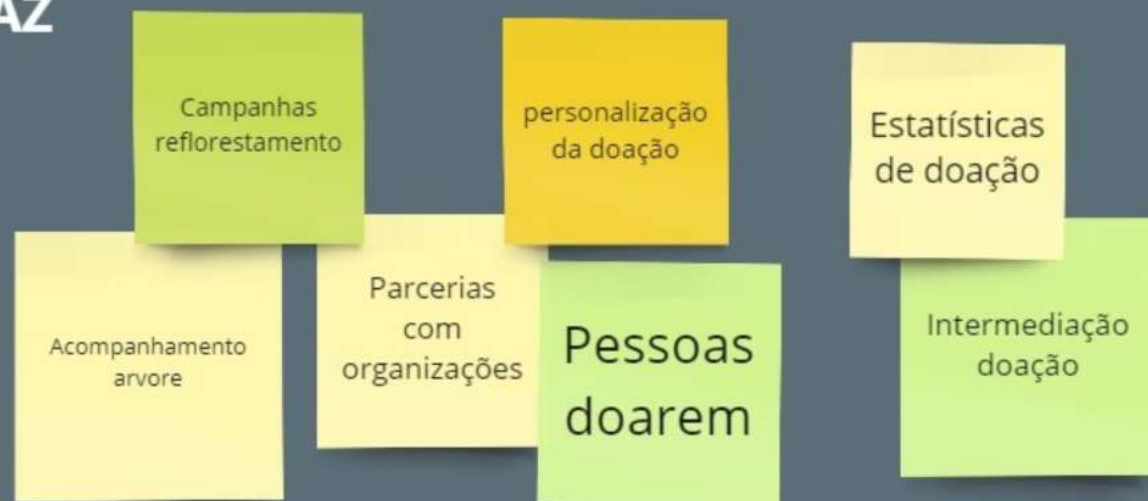 AZ
Campanhas
reflorestamento
personalização
da doação
Estatísticas
de doação
Acompanhamento
arvore
Parcerias
com
organizações
Pessoas
doarem
Intermediação
doação